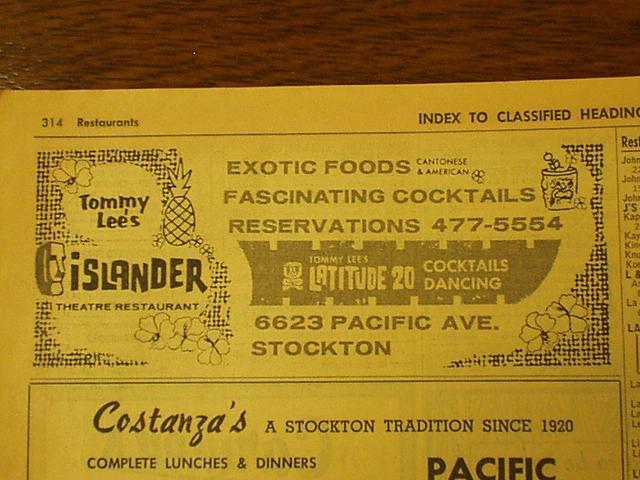 314 Restaurants
INDEX TO CLASSIFIED HEADING
Tommy Lee's
ISLANDER
THEATRE RESTAURANT
EXOTIC FOODS CANTONESE & AMERICAN
FASCINATING COCKTAILS
RESERVATIONS 477-5554
TOMMY LEE'S
LATITUDE 20
COCKTAILS
DANCING
6623 PACIFIC AVE.
STOCKTON
Costanza's A STOCKTON TRADITION SINCE 1920
COMPLETE LUNCHES & DINNERS
PACIFIC